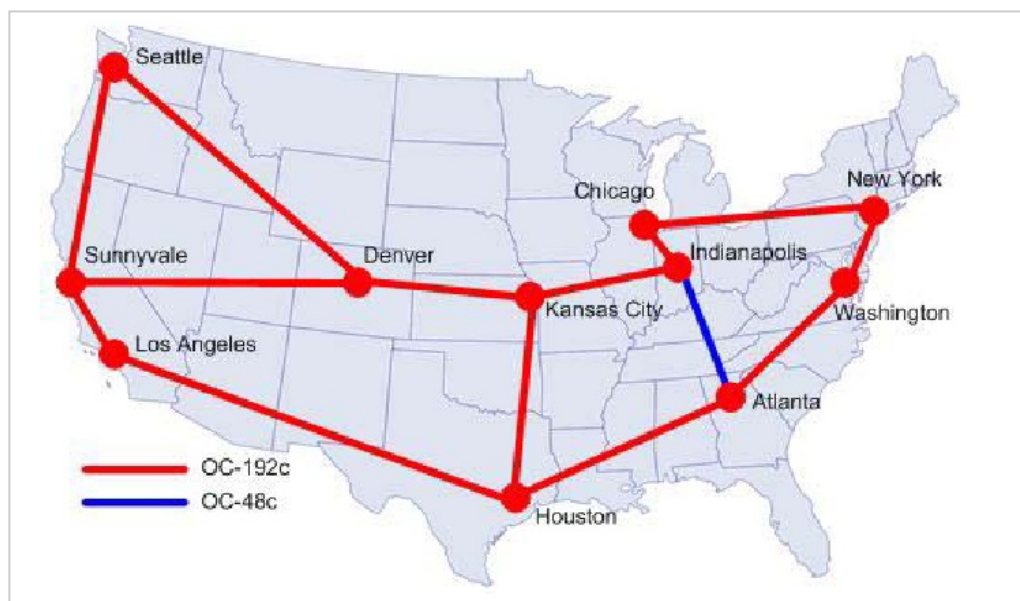 Seattle
Chicago
New York
Sunnyvale
Denver
Indianapolis
Kansas City
Washington
Los Angeles
Atlanta
OC-192c
OC-48c
Houston